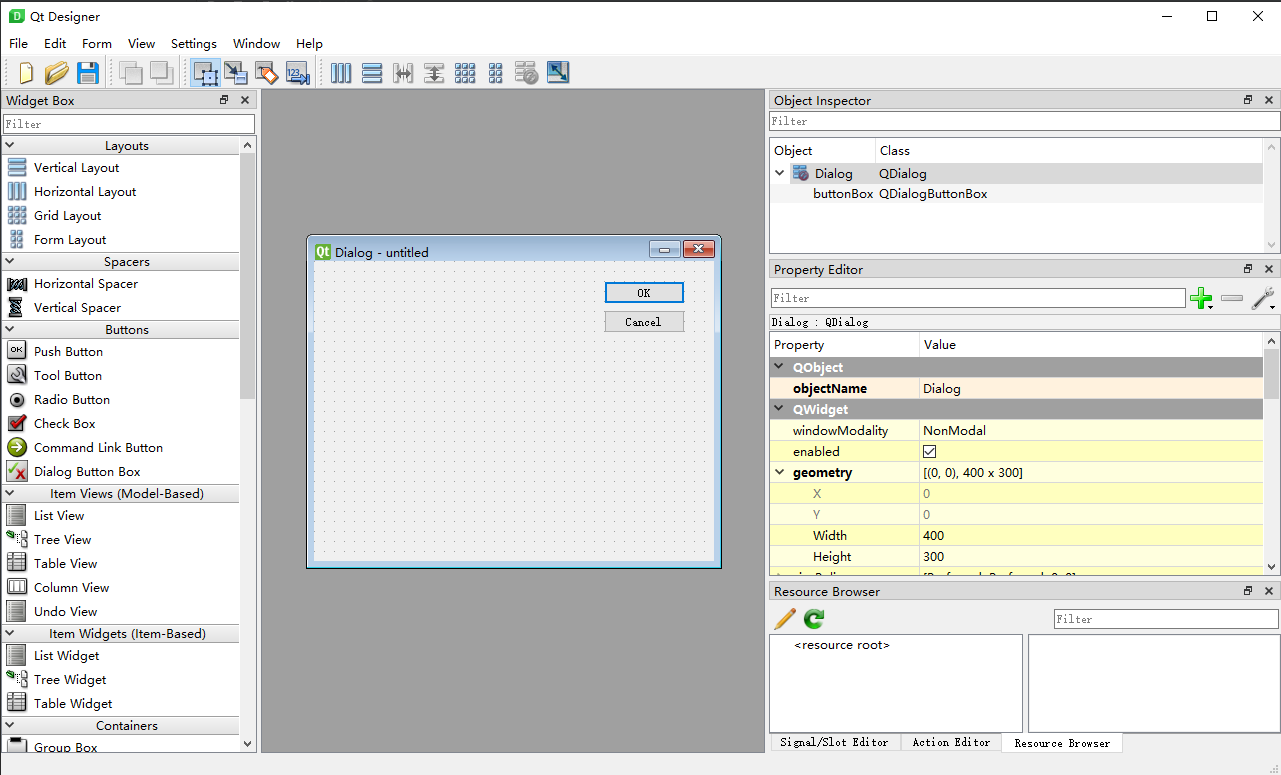 Qt Designer
File Edit Form View Settings Window Help
Widget Box
Filter
Layouts
Vertical Layout
Horizontal Layout
Grid Layout
Form Layout
Spacers
Horizontal Spacer
Vertical Spacer
Buttons
OK Push Button
Tool Button
Radio Button
Check Box
Command Link Button
Dialog Button Box
Item Views (Model-Based)
List View
Tree View
Table View
Column View
Undo View
Item Widgets (Item-Based)
List Widget
Tree Widget
Table Widget
Containers
Group Box
Qt Dialog - untitled
OK
Cancel
Object Inspector
Filter
Object Class
Dialog QDialog
buttonBox QDialogButtonBox
Property Editor
Filter
Dialog : QDialog
Property Value
QObject
objectName Dialog
QWidget
windowModality NonModal
enabled
geometry [(0, 0), 400 x 300]
X 0
Y 0
Width 400
Height 300
Resource Browser
Filter
<resource root>
Signal/Slot Editor Action Editor Resource Browser